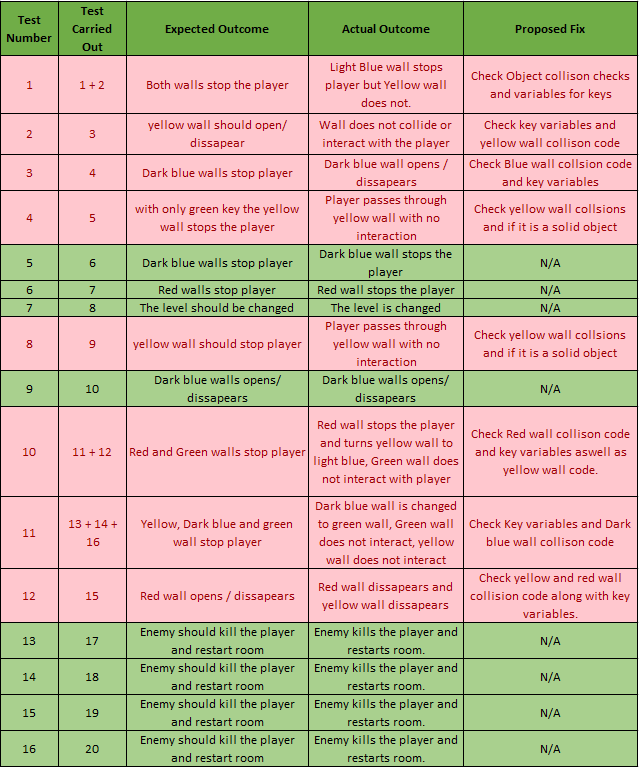 Test Number
Test Carried Out
Expected Outcome
Actual Outcome
Proposed Fix
1
1 + 2
Both walls stop the player
Light Blue wall stops
player but Yellow wall
does not.
Check Object collison checks
and variables for keys
2
3
yellow wall should open/
dissapear
Wall does not collide or
interact with the player
Check key variables and
yellow wall collison code
3
4
Dark blue walls stop player
Dark blue wall opens /
dissapears
Check Blue wall collsion code
and key variables
4
5
with only green key the yellow
wall stops the player
Player passes through
yellow wall with no
interaction
Check yellow wall collsions
and if it is a solid object
5
6
Dark blue walls stop player
Dark blue wall stops the
player
N/A
6
7
Red walls stop player
Red wall stops the player
N/A
7
8
The level should be changed
The level is changed
N/A
8
9
yellow wall should stop player
Player passes through
yellow wall with no
interaction
Check yellow wall collsions
and if it is a solid object
9
10
Dark blue walls opens/
dissapears
Dark blue walls opens/
dissapears
N/A
10
11 + 12
Red and Green walls stop player
Red wall stops the player
and turns yellow wall to
light blue, Green wall does
not interact with player
Check Red wall collison code
and key variables aswell as
yellow wall code.
11
13 + 14 +
16
Yellow, Dark blue and green
wall stop player
Dark blue wall is changed
to green wall, Green wall
does not interact, yellow
wall does not interact
Check Key variables and Dark
blue wall collison code
12
15
Red wall opens / dissapears
Red wall dissapears and
yellow wall dissapears
Check yellow and red wall
collision code along with key
variables.
13
17
Enemy should kill the player
and restart room
Enemy kills the player and
restarts room.
N/A
14
18
Enemy should kill the player
and restart room
Enemy kills the player and
restarts room.
N/A
15
19
Enemy should kill the player
and restart room
Enemy kills the player and
restarts room.
N/A
16
20
Enemy should kill the player
and restart room
Enemy kills the player and
restarts room.
N/A